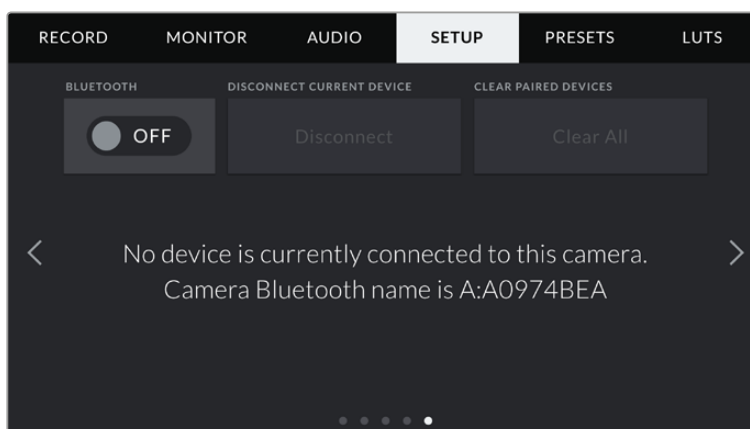 RECORD MONITOR AUDIO SETUP PRESETS LUTS
BLUETOOTH DISCONNECT CURRENT DEVICE CLEAR PAIRED DEVICES
OFF Disconnect Clear All
No device is currently connected to this camera.
Camera Bluetooth name is A:A0974BEA